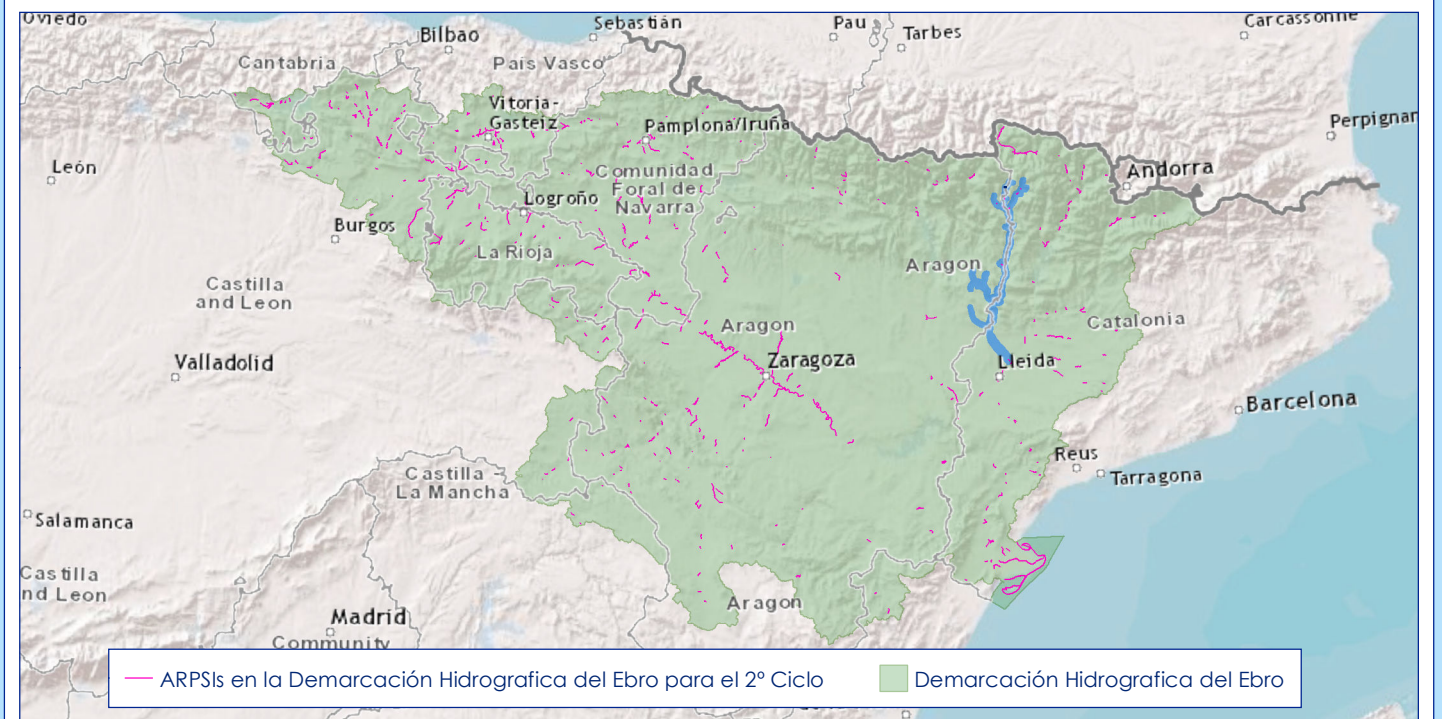 Oviedo
Sebastián
Pau
Carcassonne
Bilbao
Tarbes
Cantabria
País Vasco
Vitoria-
Gasteiz
Pamplona/Iruña
Perpignan
León
Comunidad
Foral de
Navarra
Andorra
Logroño
Burgos
La Rioja
Aragon
Castilla
and Leon
Aragon
Catalonia
Valladolid
Zaragoza
Lleida
Barcelona
Reus
Castilla -
La Mancha
Tarragona
Salamanca
Castilla
nd Leon
Aragon
Madrid
Community
ARPSIs en la Demarcación Hidrografica del Ebro para el 2º Ciclo
Demarcación Hidrografica del Ebro